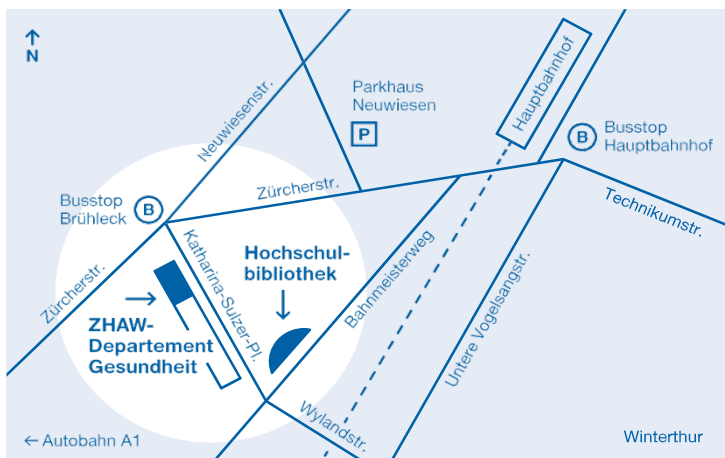 N
Neuwiesenstr.
Parkhaus
Neuwiesen
P
Hauptbahnhof
B
Busstop
Hauptbahnhof
Busstop
Brühleck
B
Zürcherstr.
Technikumstr.
Zürcherstr.
Katharina-Sulzer-Pl.
Hochschul-
bibliothek
Bahnmeisterweg
Untere Vogelsangstr.
ZHAW-
Departement
Gesundheit
Wylandstr.
← Autobahn A1
Winterthur